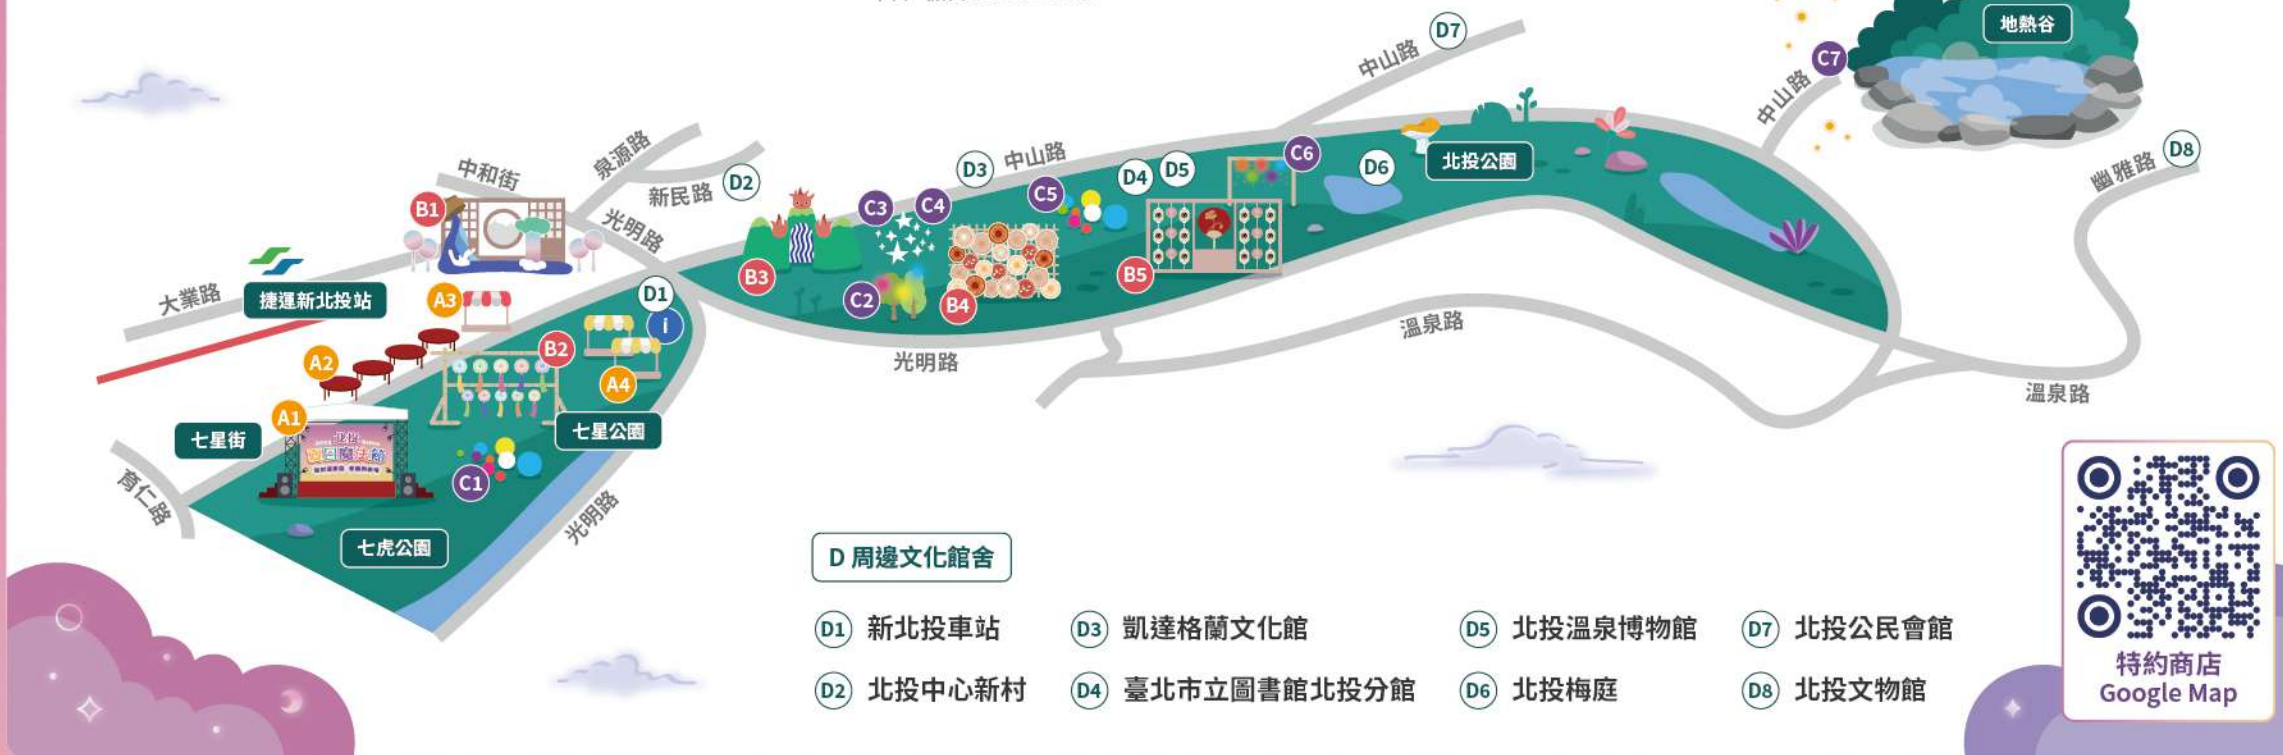 D7
中山路
地熱谷
C7
中山路
D8
幽雅路
泉源路
中和街
新民路
D2
光明路
B1
大業路
捷運新北投站
A3
D1
i
B3
C3
C4
C2
B4
D3
中山路
C5
D4
D5
B5
C6
D6
北投公園
A2
B2
A4
A1
七星街
七星公園
育仁路
北投
夏日魔法節
C1
七虎公園
光明路
光明路
溫泉路
溫泉路
D 周邊文化館舍
D1 新北投車站
D3 凱達格蘭文化館
D5 北投溫泉博物館
D7 北投公民會館
D2 北投中心新村
D4 臺北市立圖書館北投分館
D6 北投梅庭
D8 北投文物館
特約商店
Google Map